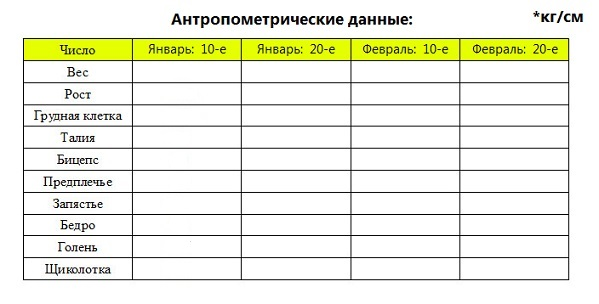 Антропометрические данные: *кг/см
Число Январь: 10-е Январь: 20-е Февраль: 10-е Февраль: 20-е
Вес
Рост
Грудная клетка
Талия
Бицепс
Предплечье
Запястье
Бедро
Голень
Щиколотка